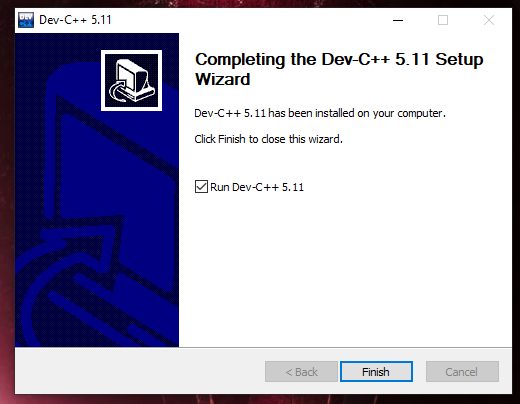 DEV
Dev-C++ 5.11
Completing the Dev-C++ 5.11 Setup
Wizard
Dev-C++ 5.11 has been installed on your computer.
Click Finish to close this wizard.
Run Dev-C++ 5.11
< Back
Finish
Cancel